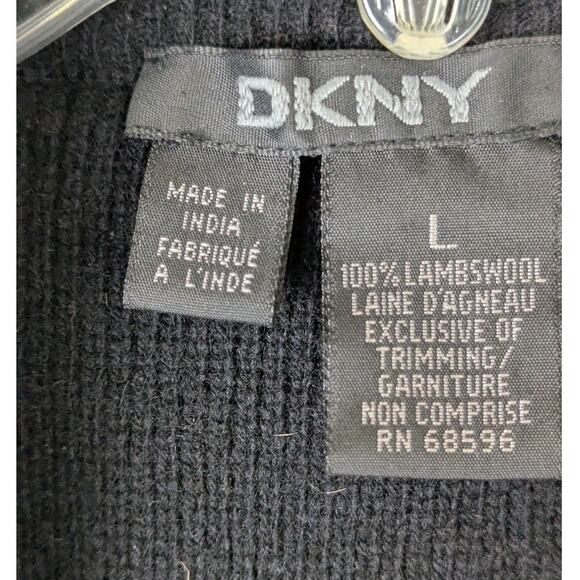 DKNY
MADE IN
INDIA
FABRIQUÉ
A L'INDE
L
100% LAMBSWOOL
LAINE D'AGNEAU
EXCLUSIVE OF
TRIMMING/
GARNITURE
NON COMPRISE
RN 68596